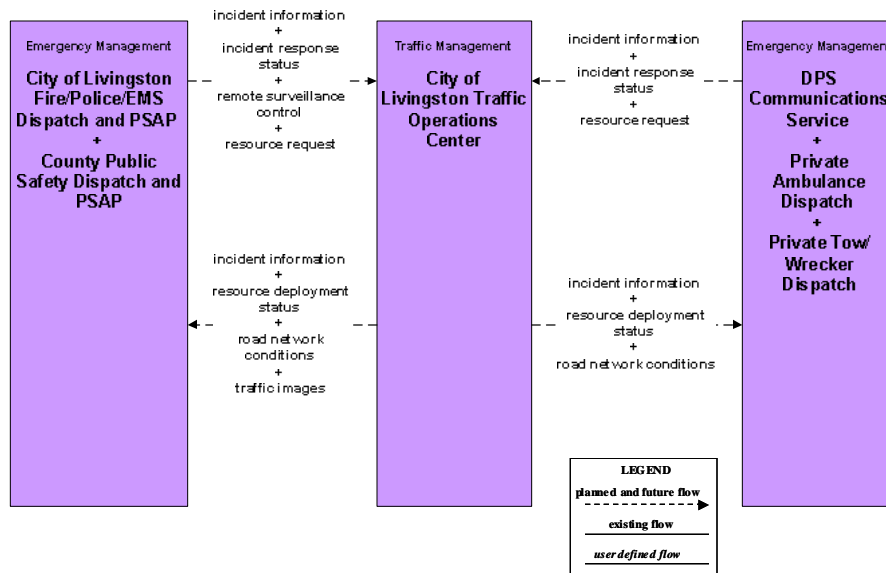 Emergency Management
City of Livingston
Fire/Police/EMS
Dispatch and PSAP
+
County Public
Safety Dispatch and
PSAP
incident information
+
incident response
status
+
remote surveillance
control
+
resource request
incident information
+
resource deployment
status
+
road network
conditions
+
traffic images
Traffic Management
City of
Livingston Traffic
Operations
Center
incident information
+
incident response
status
+
resource request
incident information
+
resource deployment
status
+
road network conditions
Emergency Management
DPS
Communications
Service
+
Private
Ambulance
Dispatch
+
Private Tow/
Wrecker
Dispatch
LEGEND
planned and future flow
existing flow
user defined flow